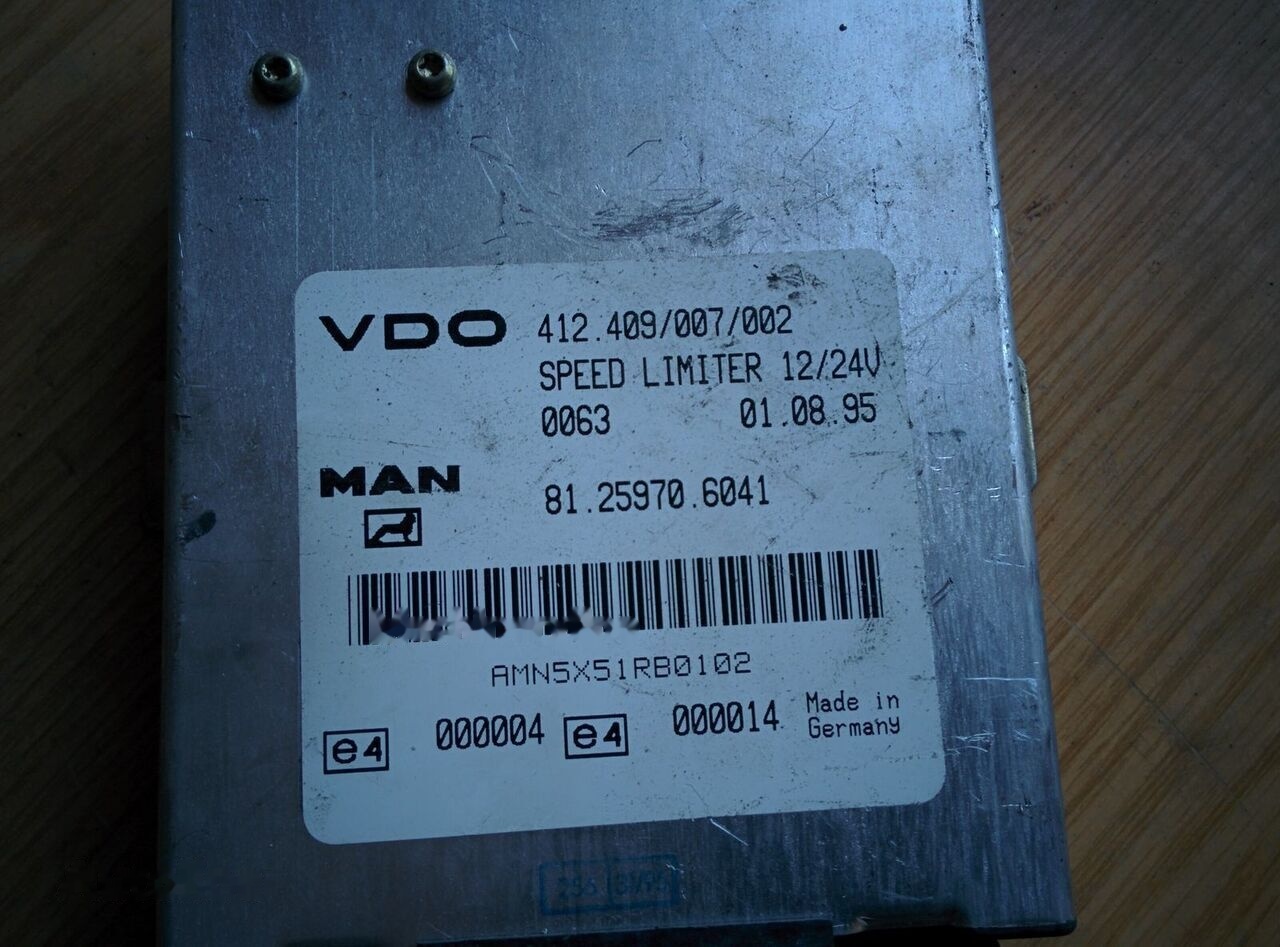 VDO 412.409/007/002
SPEED LIMITER 12/24V
0063 01.08.95
MAN 81.25970.6041
AMN5X51RB0102
e4 000004 e4 000014 Made in
Germany